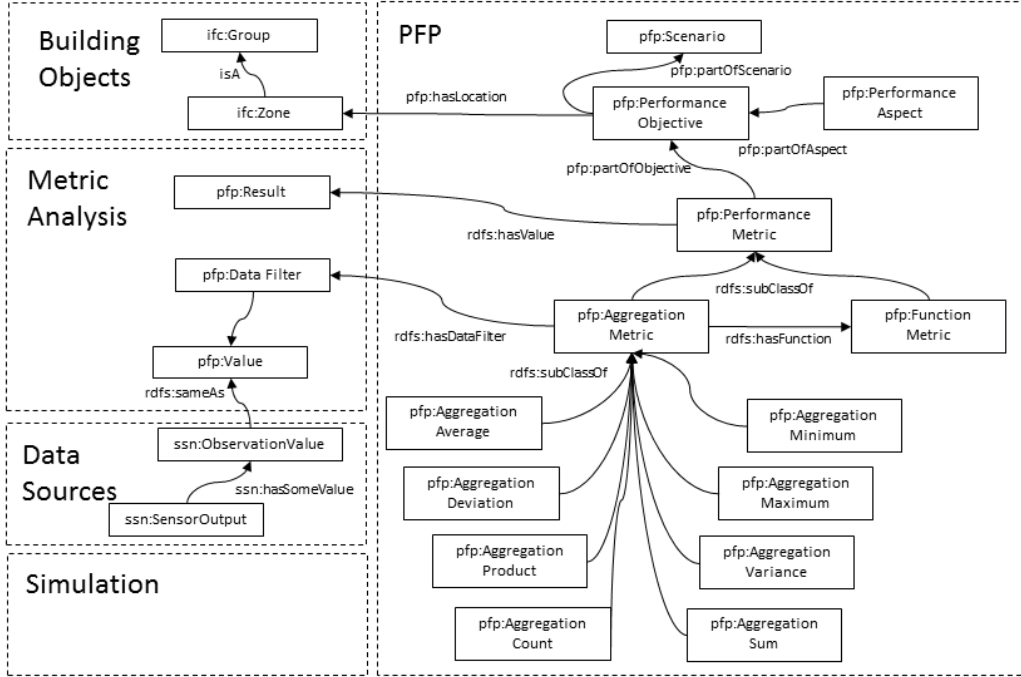 Building
Objects
ifc:Group
isA
ifc:Zone
PFP
pfp:Scenario
pfp:partOfScenario
pfp:hasLocation
pfp:Performance
Objective
pfp:Performance
Aspect
pfp:partOfAspect
pfp:partOfObjective
Metric
Analysis
pfp:Result
rdfs:hasValue
pfp:Performance
Metric
pfp:Data Filter
rdfs:hasDataFilter
rdfs:subClassOf
pfp:Aggregation
Metric
rdfs:hasFunction
pfp:Function
Metric
pfp:Value
rdfs:sameAs
rdfs:subClassOf
pfp:Aggregation
Average
pfp:Aggregation
Minimum
Data
Sources
ssn:ObservationValue
ssn:hasSomeValue
ssn:SensorOutput
pfp:Aggregation
Deviation
pfp:Aggregation
Maximum
pfp:Aggregation
Product
pfp:Aggregation
Variance
Simulation
pfp:Aggregation
Count
pfp:Aggregation
Sum